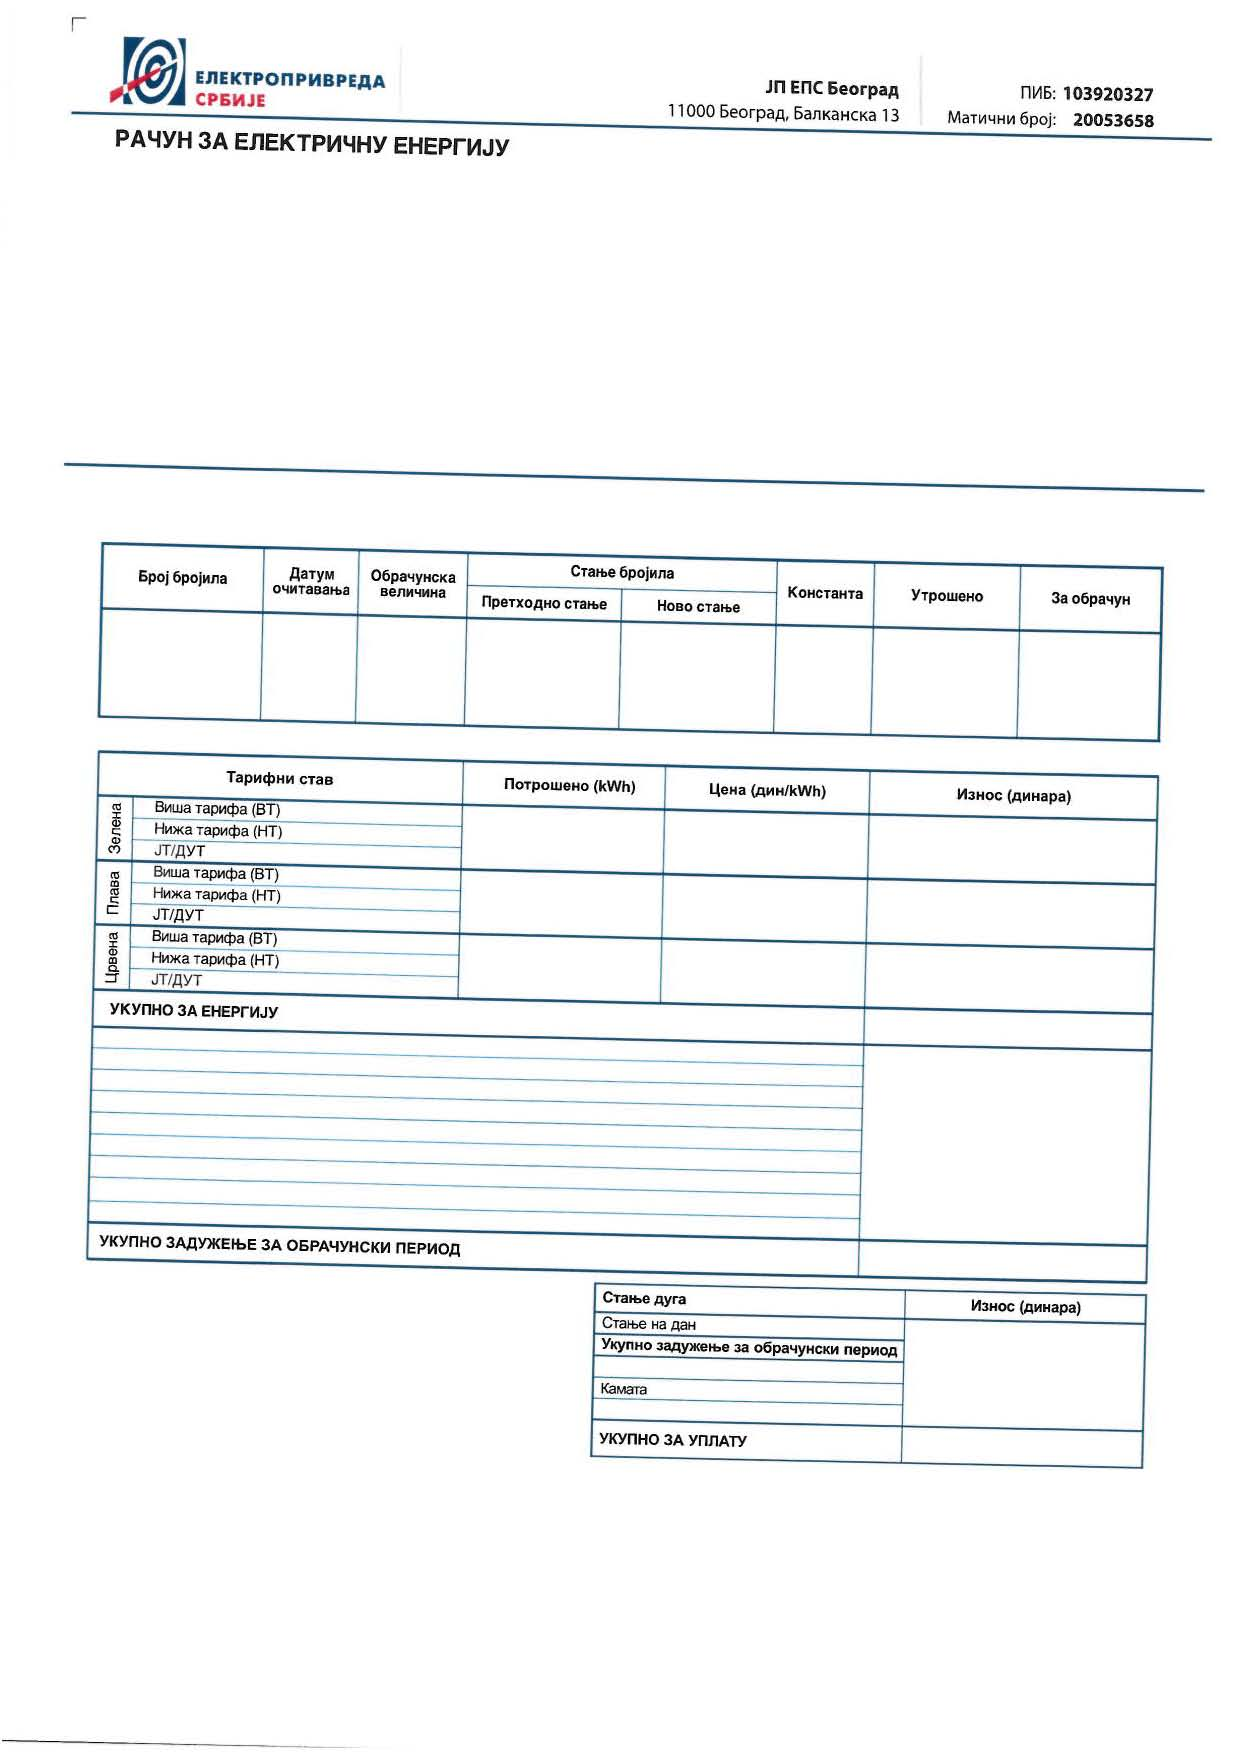 ЕЛЕКТРОПРИВРЕДА
СРБИЈЕ
ЈП ЕПС Београд
11000 Београд, Балканска 13
ПИБ: 103920327
Матични број: 20053658
РАЧУН ЗА ЕЛЕКТРИЧНУ ЕНЕРГИЈУ
Број бројила
Датум
очитавања
Обрачунска
величина
Стање бројила
Претходно стање
Ново стање
Константа
Утрошено
За обрачун
Тарифни став
Потрошено (kWh)
Цена (дин/kWh)
Износ (динара)
Зелена
Виша тарифа (ВТ)
Нижа тарифа (НТ)
ЈТ/ДУТ
Плава
Виша тарифа (ВТ)
Нижа тарифа (НТ)
ЈТ/ДУТ
Црвена
Виша тарифа (ВТ)
Нижа тарифа (НТ)
ЈТ/ДУТ
УКУПНО ЗА ЕНЕРГИЈУ
УКУПНО ЗАДУЖЕЊЕ ЗА ОБРАЧУНСКИ ПЕРИОД
Стање дуга
Износ (динара)
Стање на дан
Укупно задужење за обрачунски период
Камата
УКУПНО ЗА УПЛАТУ